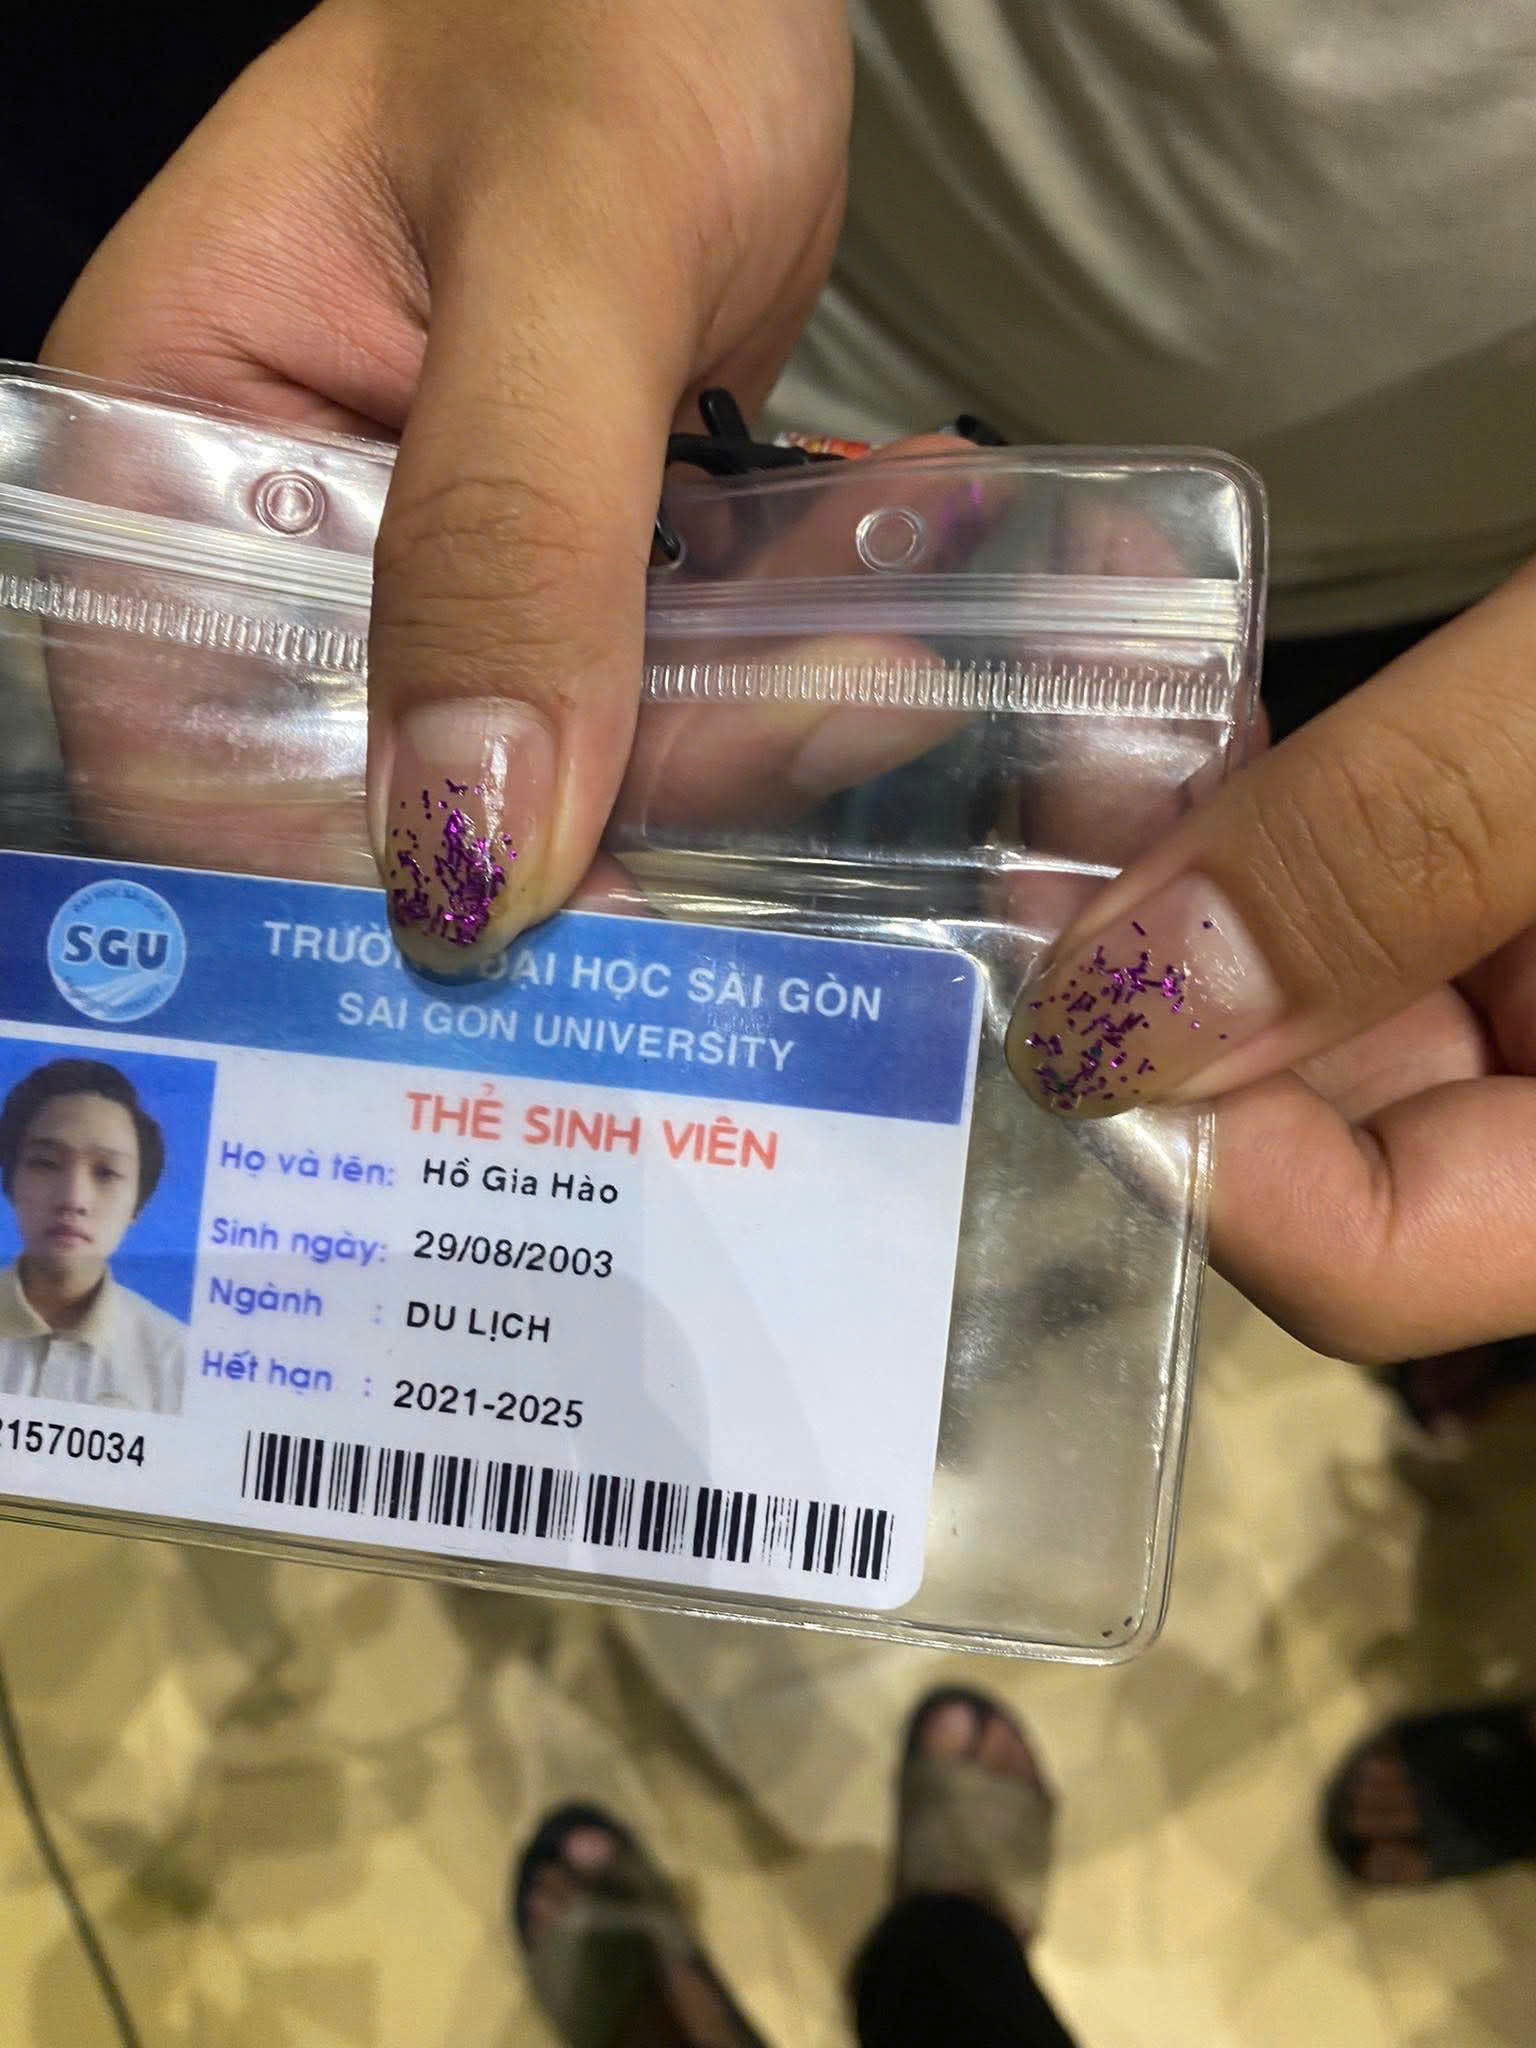 SGU
ĐẠI HỌC SÀI GÒN
SAI GON UNIVERSITY
THẺ SINH VIÊN
Họ và tên: Hồ Gia Hào
Sinh ngày: 29/08/2003
Ngành : DU LỊCH
Hết hạn : 2021-2025
21570034